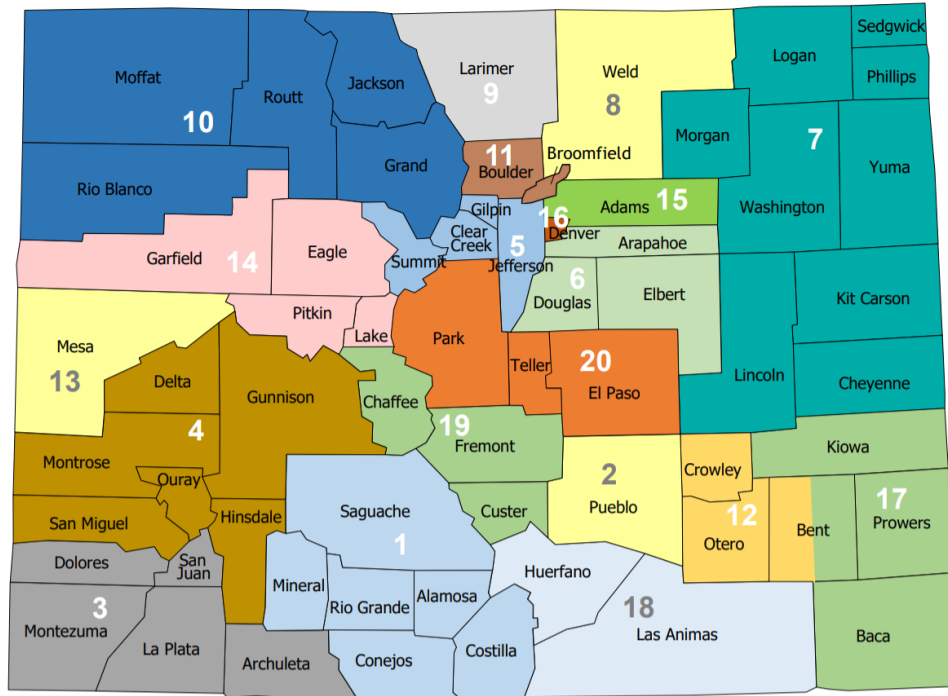 Sedgwick
Logan
Larimer
Weld
Moffat
Phillips
Jackson
9
Routt
8
10
Morgan
7
11
Broomfield
Grand
Boulder
Yuma
Rio Blanco
Adams
15
Washington
Gilpin
16
Clear
Creek
Denver
5
Arapahoe
Eagle
Garfield
14
Summit
Jefferson
6
Elbert
Douglas
Kit Carson
Pitkin
Lake
Park
Mesa
Teller
20
13
Delta
Lincoln
Cheyenne
El Paso
Gunnison
Chaffee
4
19
Fremont
Kiowa
Montrose
Crowley
2
Ouray
Pueblo
17
Saguache
Custer
12
Hinsdale
San Miguel
Prowers
Bent
1
Otero
Dolores
San
Juan
Huerfano
Mineral
Alamosa
3
Rio Grande
18
Montezuma
Las Animas
Baca
La Plata
Costilla
Conejos
Archuleta